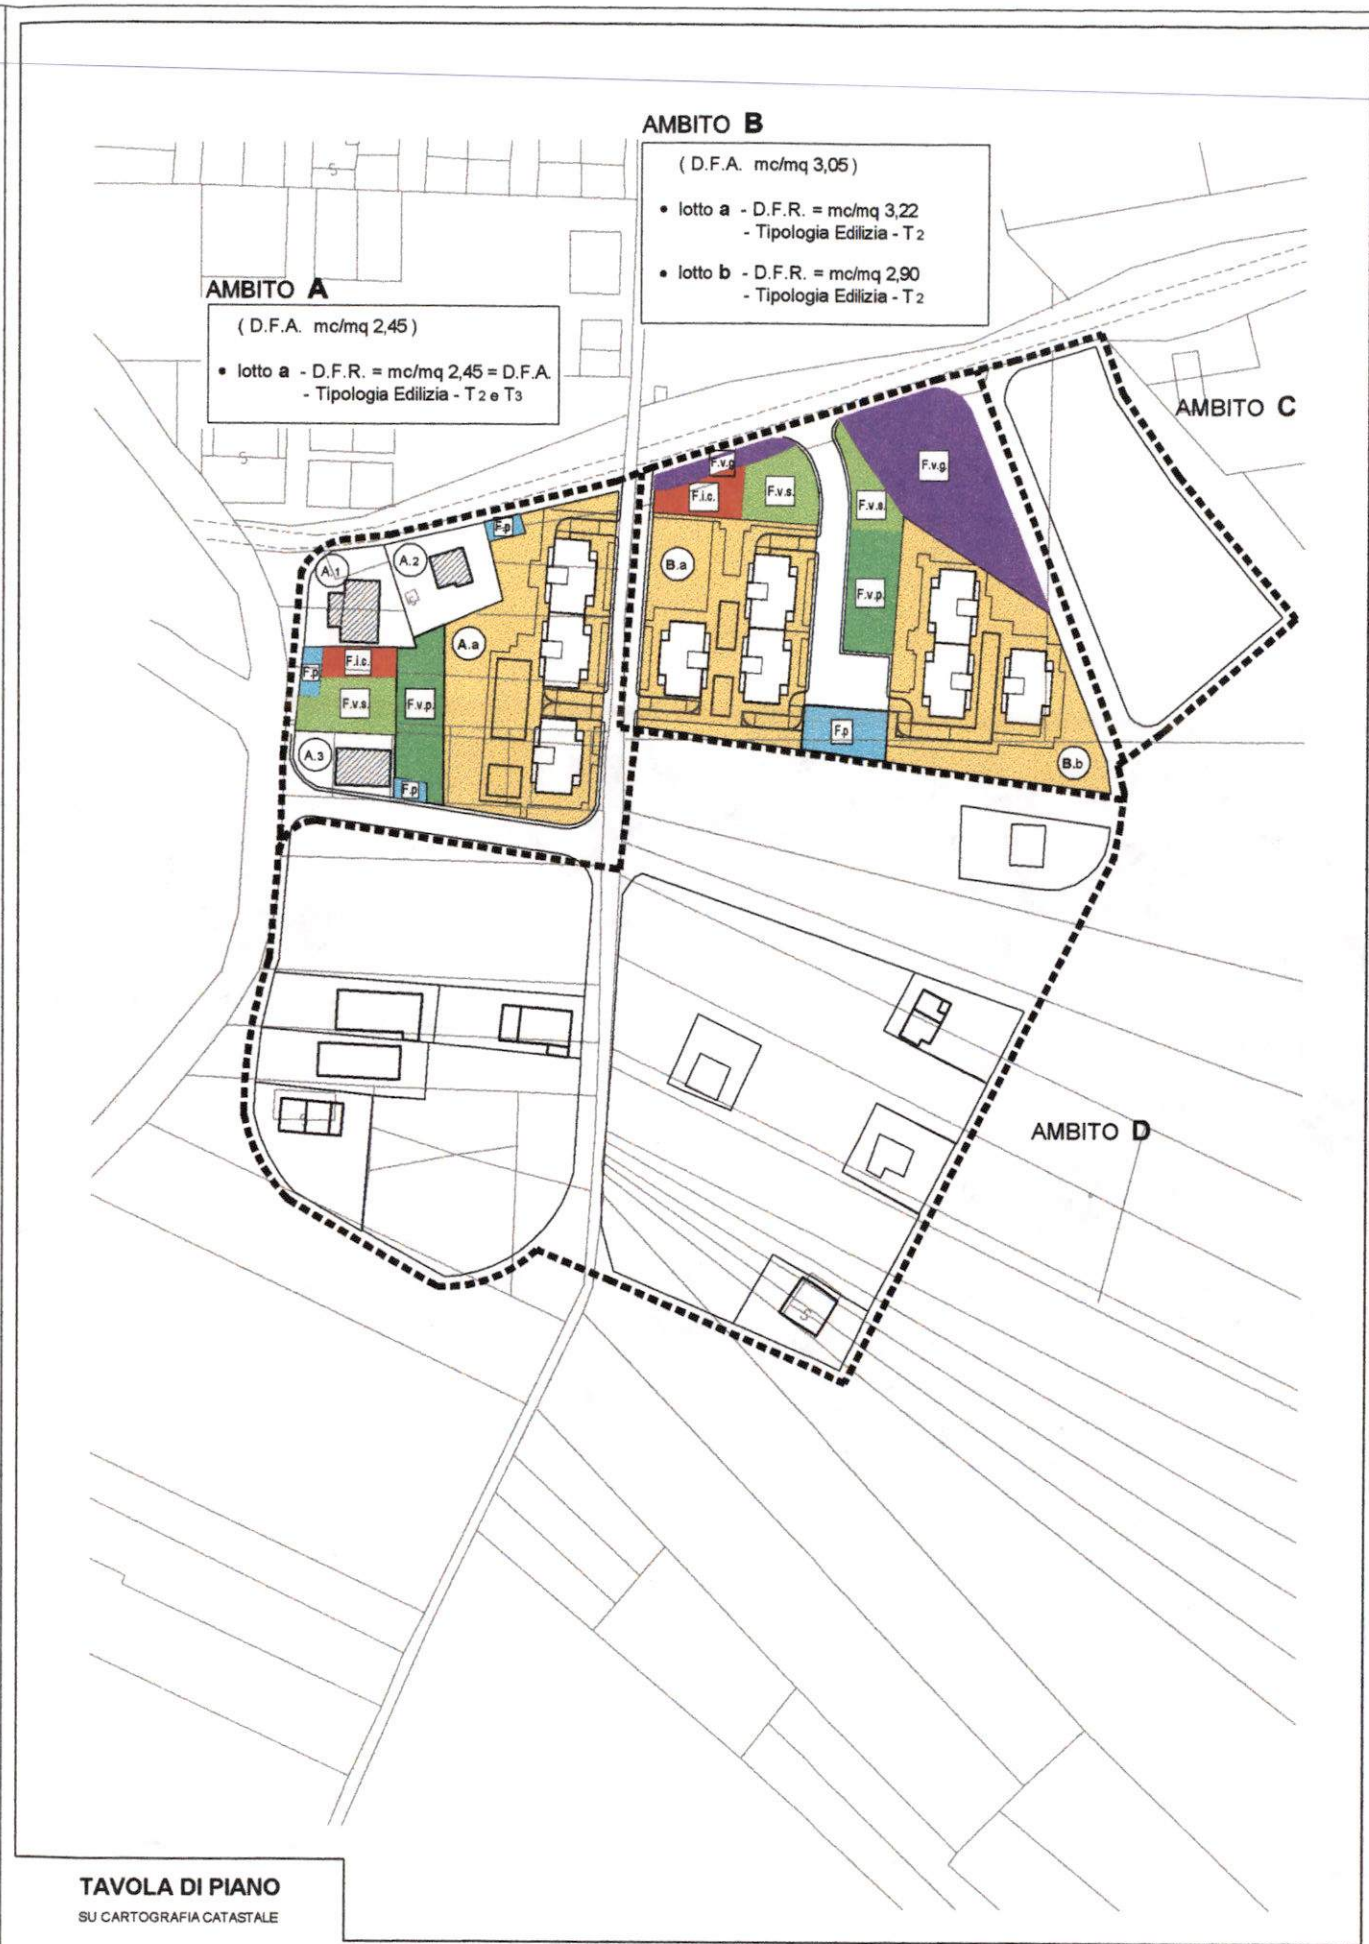 AMBITO B
( D.F.A. mc/mq 3,05 )
• lotto a - D.F.R. = mc/mq 3,22
- Tipologia Edilizia - T2
• lotto b - D.F.R. = mc/mq 2,90
- Tipologia Edilizia - T2
AMBITO A
( D.F.A. mc/mq 2,45 )
• lotto a - D.F.R. = mc/mq 2,45 = D.F.A.
- Tipologia Edilizia - T2 e T3
AMBITO C
S
S
F.v.g
F.v.g.
F.i.c.
F.v.s.
F.v.s.
F.p
A.1
A.2
B.a
F.v.p.
A.a
F.p
F.i.c.
F.v.s.
F.v.p.
F.p
A.3
B.b
F.p
AMBITO D
S
TAVOLA DI PIANO
SU CARTOGRAFIA CATASTALE